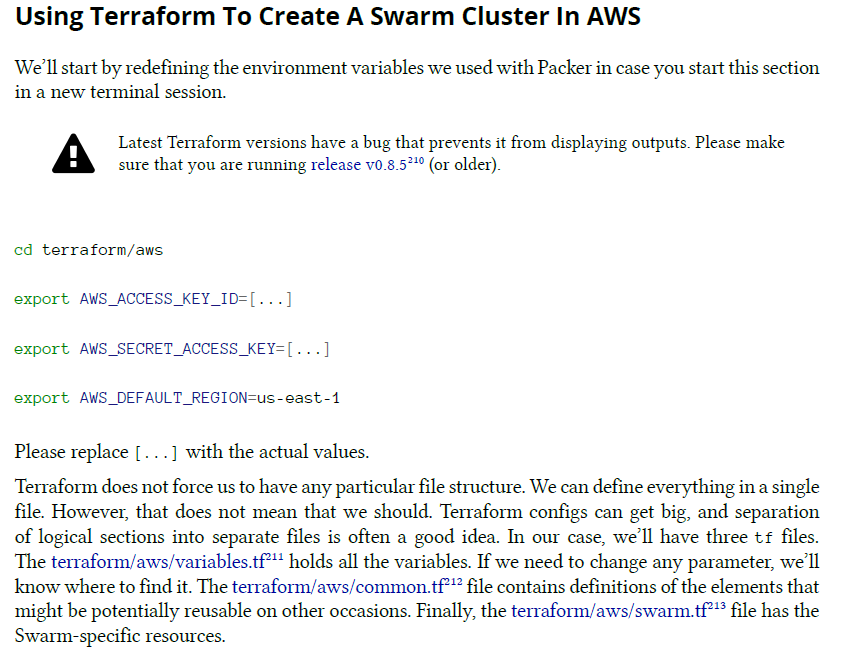 Using Terraform To Create A Swarm Cluster In AWS
We'll start by redefining the environment variables we used with Packer in case you start this section
in a new terminal session.
Latest Terraform versions have a bug that prevents it from displaying outputs. Please make
sure that you are running release v0.8.5²¹⁰ (or older).
cd terraform/aws
export AWS_ACCESS_KEY_ID=[...]
export AWS_SECRET_ACCESS_KEY=[...]
export AWS_DEFAULT_REGION=us-east-1
Please replace [...] with the actual values.
Terraform does not force us to have any particular file structure. We can define everything in a single
file. However, that does not mean that we should. Terraform configs can get big, and separation
of logical sections into separate files is often a good idea. In our case, we'll have three tf files.
The terraform/aws/variables.tf²¹¹ holds all the variables. If we need to change any parameter, we'll
know where to find it. The terraform/aws/common.tf²¹² file contains definitions of the elements that
might be potentially reusable on other occasions. Finally, the terraform/aws/swarm.tf²¹³ file has the
Swarm-specific resources.